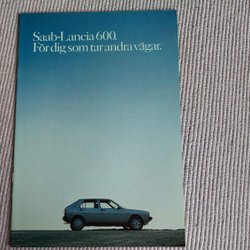 Saab-Lancia 600.
För dig som tar andra vägar.